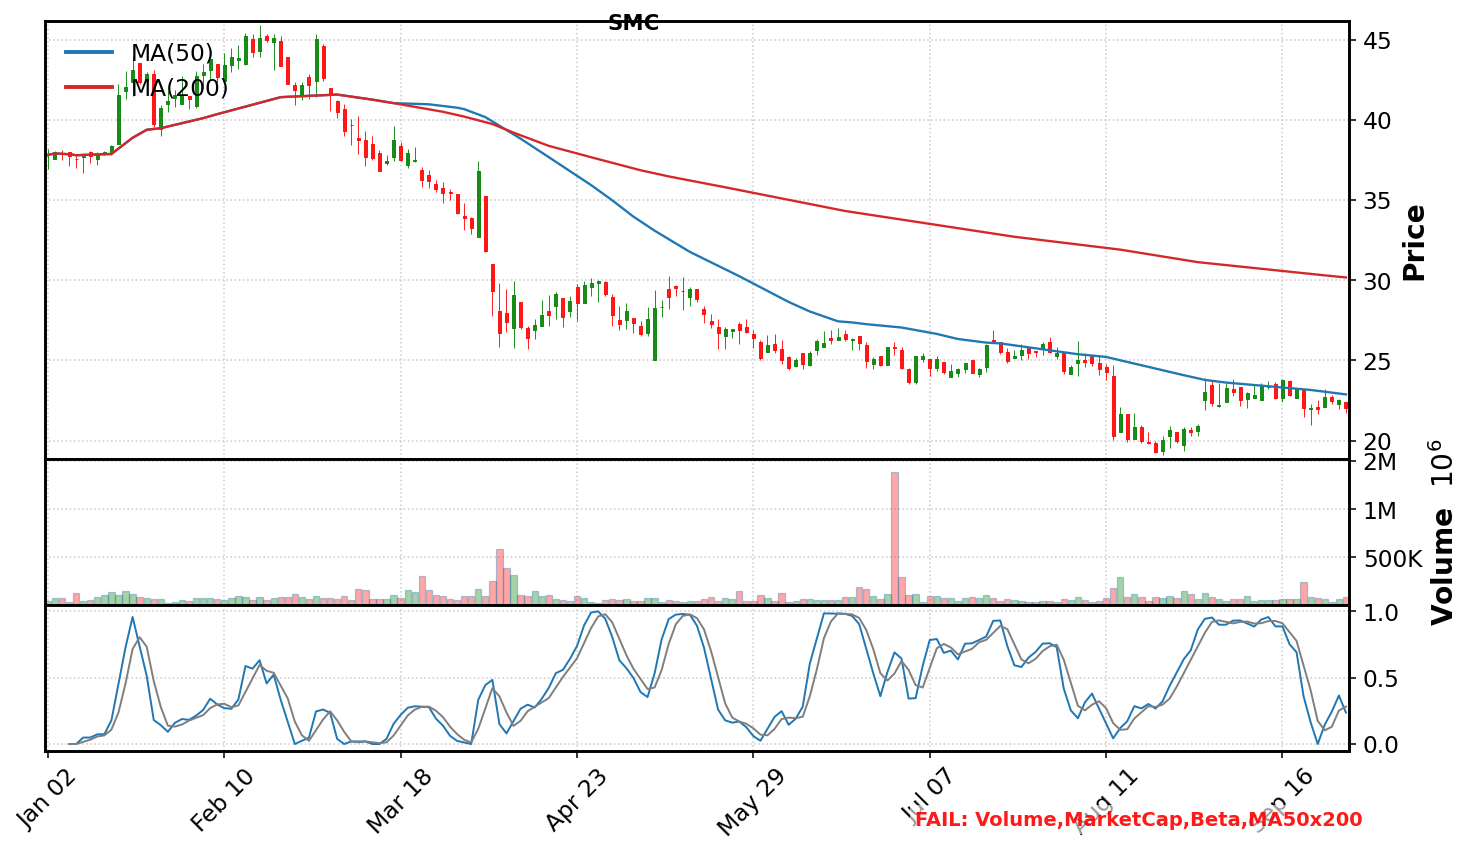 SMC
MA(50)
MA(200)
45
40
35
30
25
20
Price
2M
1M
500K
Volume 10^6
1.0
0.5
0.0
Jan 02
Feb 10
Mar 18
Apr 23
May 29
Jul 07
Aug 11
Sep 16
FAIL: Volume,MarketCap,Beta,MA50x200